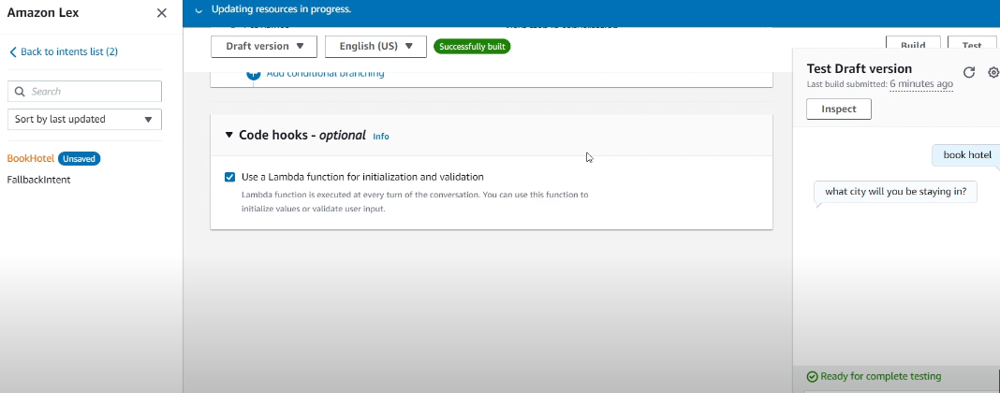 Amazon Lex
Updating resources in progress.
Back to intents list (2)
Search
Sort by last updated
BookHotel Unsaved
FallbackIntent
Draft version
English (US)
Successfully built
Build
Test
Add conditional branching
Code hooks - optional Info
Use a Lambda function for initialization and validation
Lambda function is executed at every turn of the conversation. You can use this function to
initialize values or validate user input.
Test Draft version
Last build submitted: 6 minutes ago
Inspect
book hotel
what city will you be staying in?
Ready for complete testing